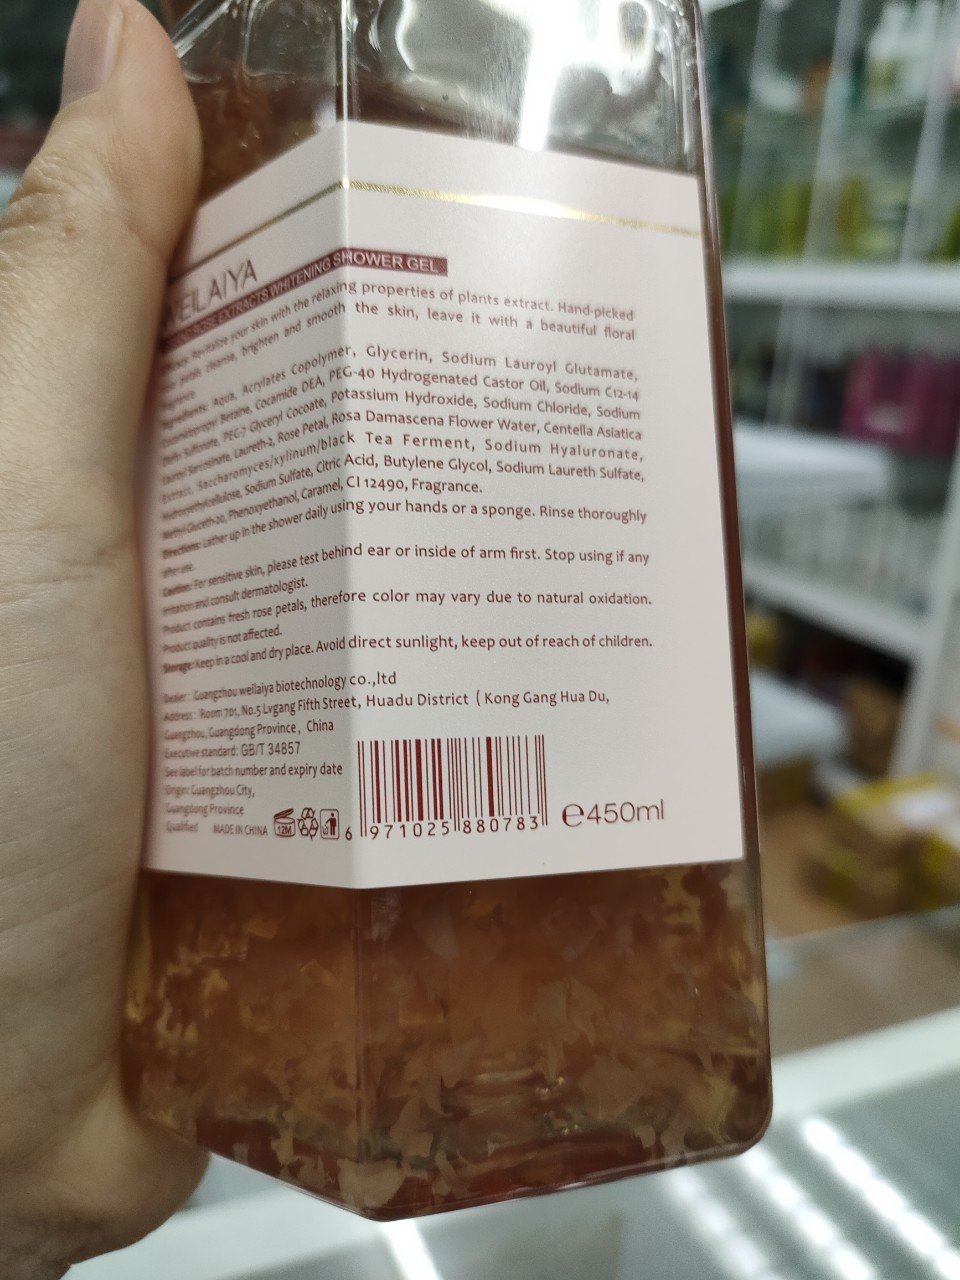 WEILAIYA
ROSE EXTRACTS WHITENING SHOWER GEL
Revitalize your skin with the relaxing properties of plants extract. Hand-picked
petals cleanse, brighten and smooth the skin, leave it with a beautiful floral
fragrance.
Ingredients: Aqua, Acrylates Copolymer, Glycerin, Sodium Lauroyl Glutamate,
Cocamidopropyl Betaine, Cocamide DEA, PEG-40 Hydrogenated Castor Oil, Sodium C12-14
Olefin Sulfonate, PEG-7 Glyceryl Cocoate, Potassium Hydroxide, Sodium Chloride, Sodium
Lauroyl Sarcosinate, Laureth-2, Rose Petal, Rosa Damascena Flower Water, Centella Asiatica
Extract, Saccharomyces/xylinum/black Tea Ferment, Sodium Hyaluronate,
Hydroxyethylcellulose, Sodium Sulfate, Citric Acid, Butylene Glycol, Sodium Laureth Sulfate,
Methyl Gluceth-20, Phenoxyethanol, Caramel, CI 12490, Fragrance.
Directions: Lather up in the shower daily using your hands or a sponge. Rinse thoroughly
after use.
Caution: For sensitive skin, please test behind ear or inside of arm first. Stop using if any
irritation and consult dermatologist.
Product contains fresh rose petals, therefore color may vary due to natural oxidation.
Product quality is not affected.
Storage: Keep in a cool and dry place. Avoid direct sunlight, keep out of reach of children.
Dealer: Guangzhou weilaiya biotechnology co.,ltd
Address: Room 701, No.5 Lvgang Fifth Street, Huadu District ( Kong Gang Hua Du,
Guangzhou, Guangdong Province, China
Executive standard: GB/T 34857
See label for batch number and expiry date
Origin: Guangzhou City,
Guangdong Province
Qualified MADE IN CHINA 12M
6 971025 880783
℮450ml